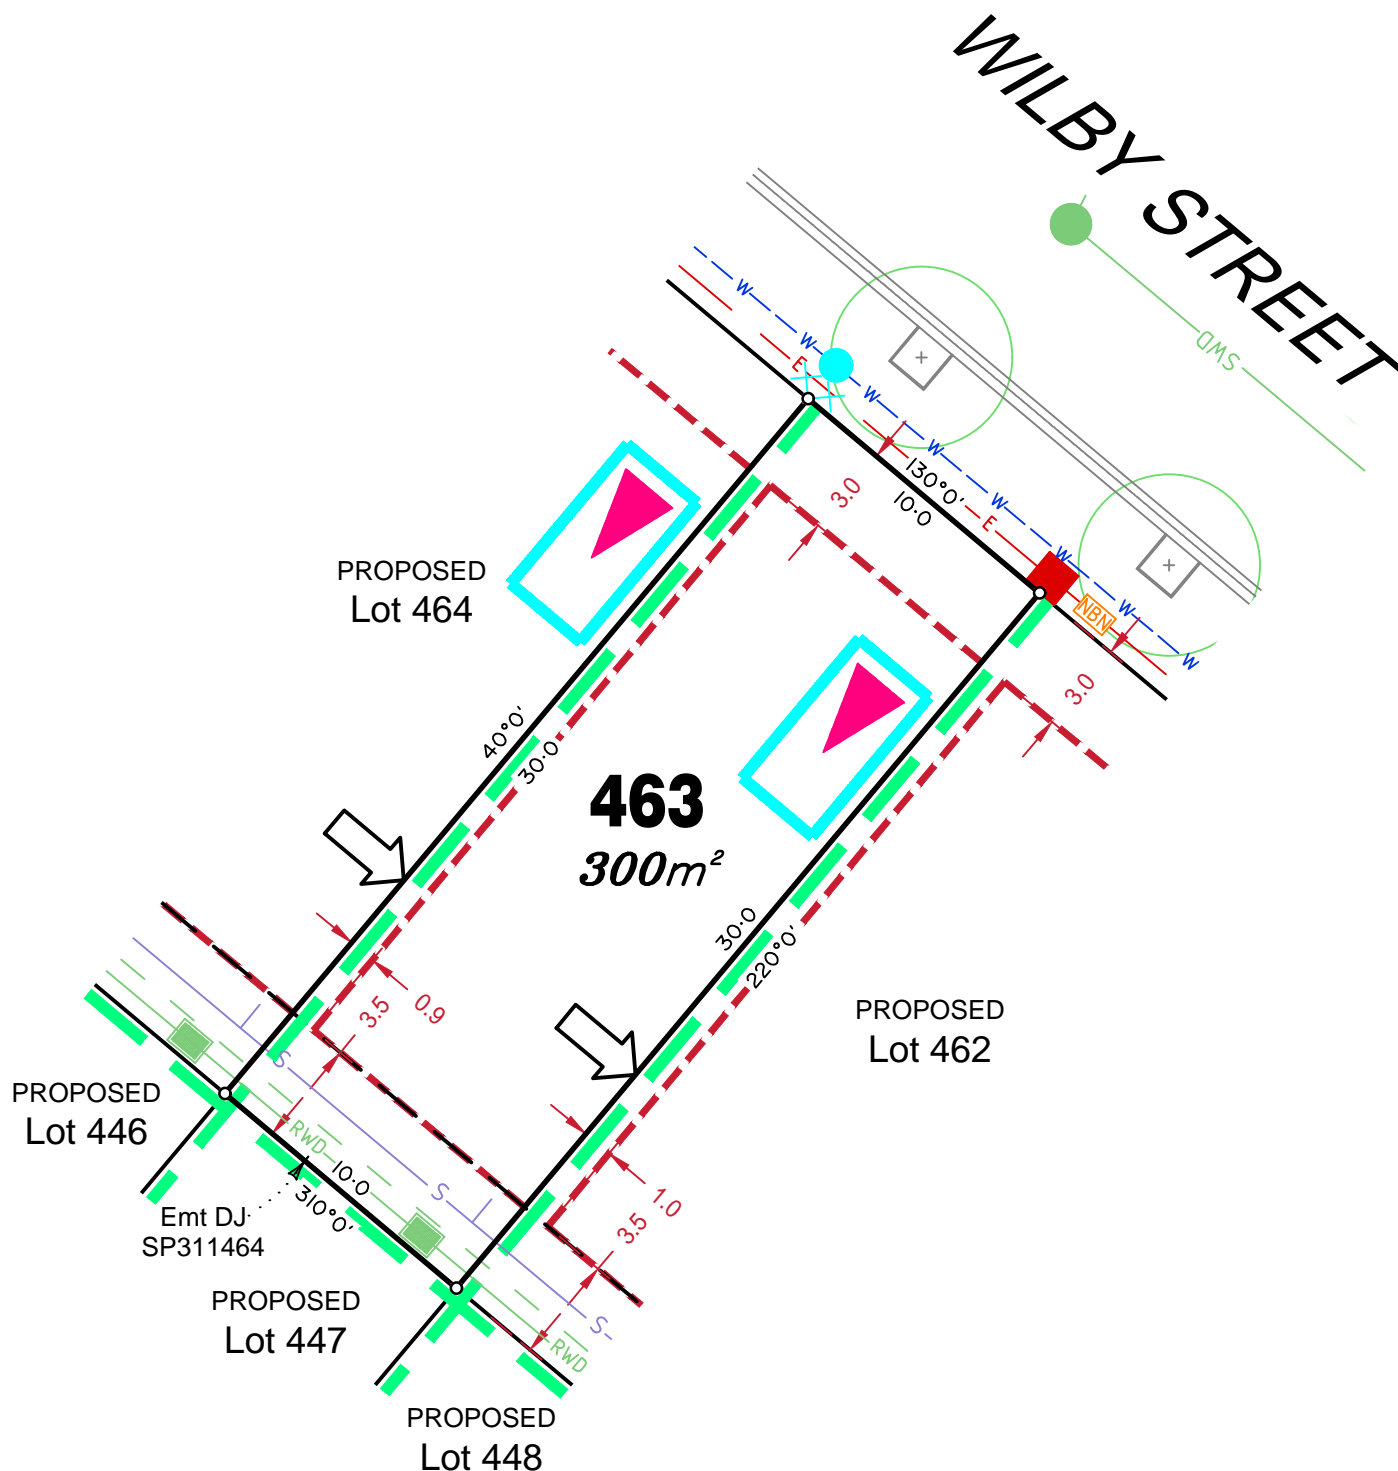 WILBY STREET
SWD
W
W
E
W
W
130°0'
10·0
3.0
W
E
W
NBN
W
W
3.0
PROPOSED
Lot 464
40°0'
30·0
463
300m²
30·0
220°0'
PROPOSED
Lot 462
0.9
3.5
S
PROPOSED
Lot 446
RWD
10·0
310°0'
S
Emt DJ
SP311464
1.0
3.5
PROPOSED
Lot 447
S
RWD
PROPOSED
Lot 448